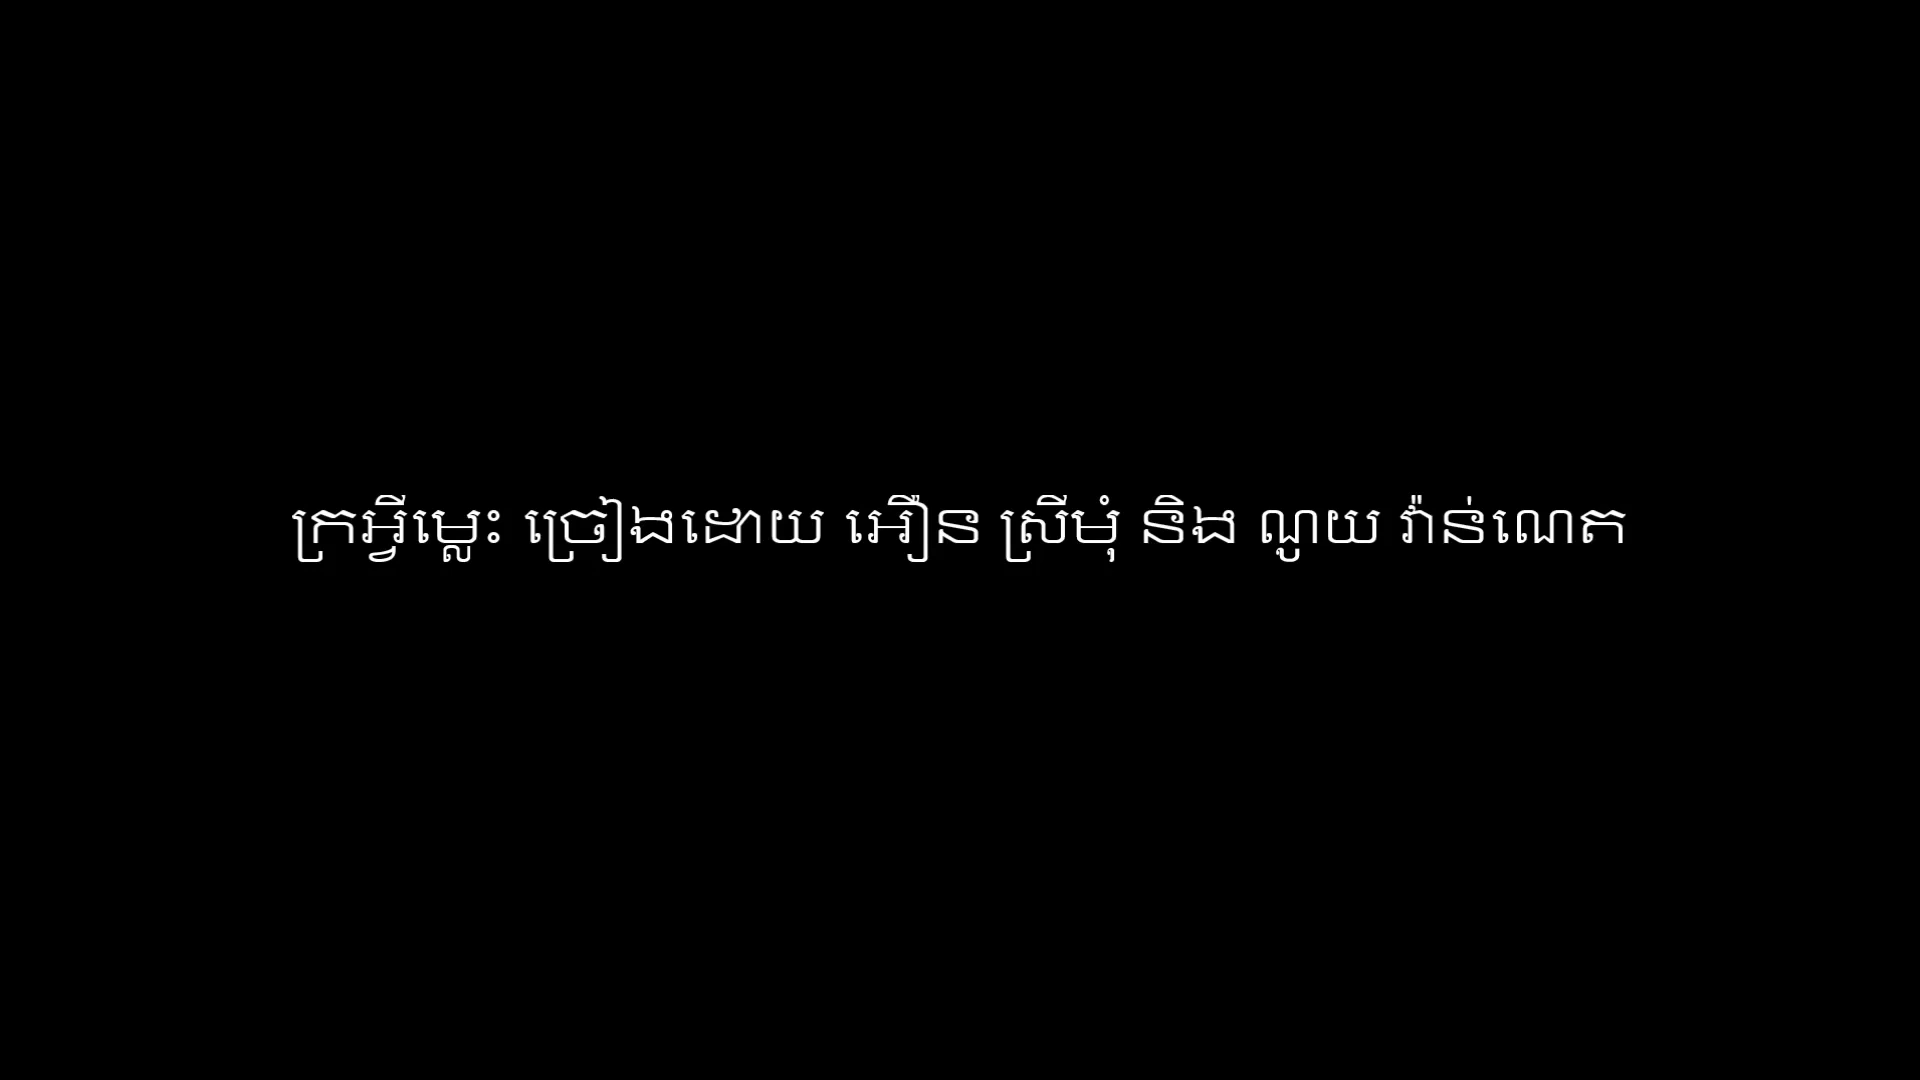 ក្រអ្វីម្លេះ ច្រៀងដោយ អឿន ស្រីមុំ និង ណូយ វ៉ាន់ណេត